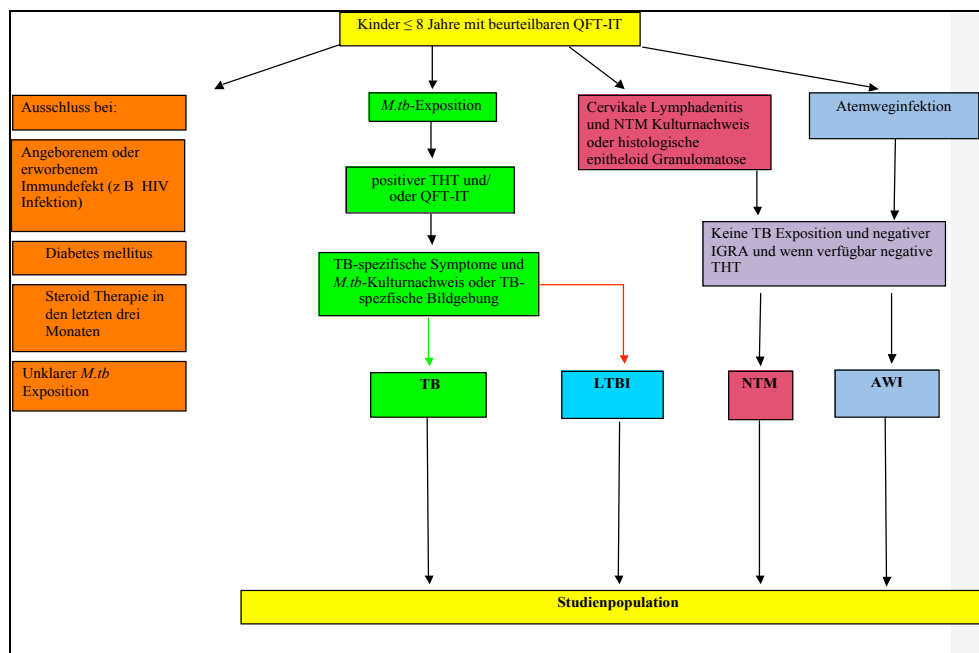 Kinder ≤ 8 Jahre mit beurteilbaren QFT-IT
Ausschluss bei:
Angeborenem oder
erworbenem
Immundefekt (z B HIV
Infektion)
Diabetes mellitus
Steroid Therapie in
den letzten drei
Monaten
Unklarer M.tb
Exposition
M.tb-Exposition
positiver THT und/
oder QFT-IT
TB-spezifische Symptome und
M.tb-Kulturnachweis oder TB-
spezfische Bildgebung
Cervikale Lymphadenitis
und NTM Kulturnachweis
oder histologische
epitheloid Granulomatose
Atemweginfektion
Keine TB Exposition und negativer
IGRA und wenn verfügbar negative
THT
TB
LTBI
NTM
AWI
Studienpopulation